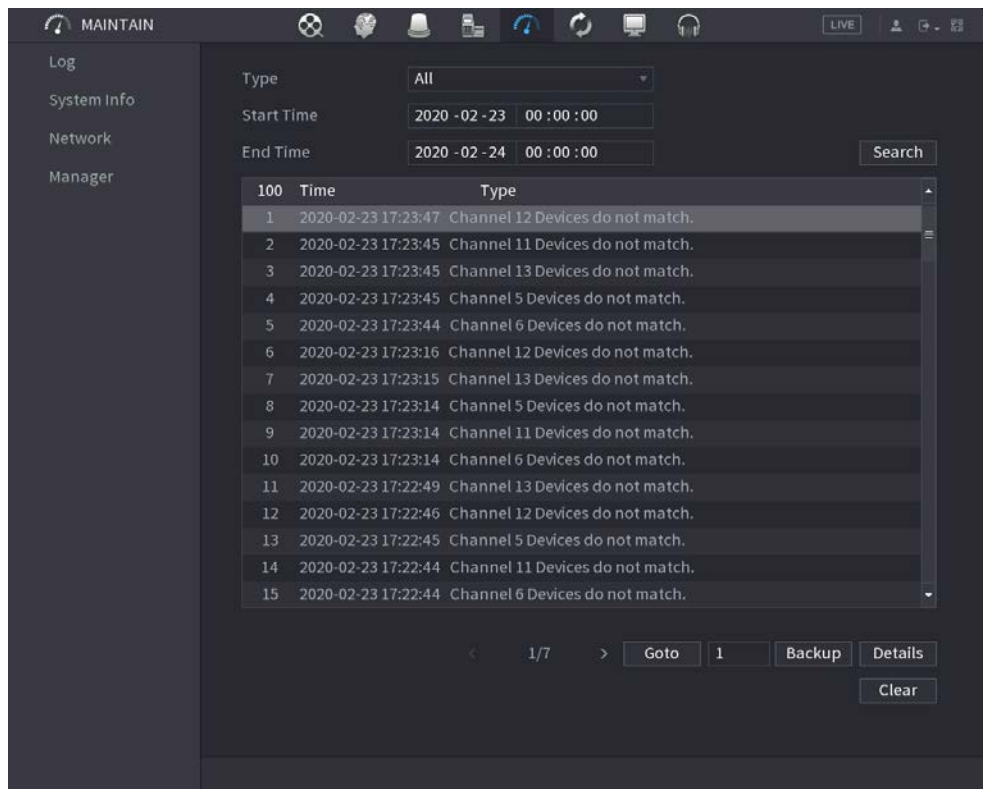 MAINTAIN LIVE
Log
System Info
Network
Manager
Type All
Start Time 2020 -02 -23 00 :00 :00
End Time 2020 -02 -24 00 :00 :00 Search
100 Time Type
1 2020-02-23 17:23:47 Channel 12 Devices do not match.
2 2020-02-23 17:23:45 Channel 11 Devices do not match.
3 2020-02-23 17:23:45 Channel 13 Devices do not match.
4 2020-02-23 17:23:45 Channel 5 Devices do not match.
5 2020-02-23 17:23:44 Channel 6 Devices do not match.
6 2020-02-23 17:23:16 Channel 12 Devices do not match.
7 2020-02-23 17:23:15 Channel 13 Devices do not match.
8 2020-02-23 17:23:14 Channel 5 Devices do not match.
9 2020-02-23 17:23:14 Channel 11 Devices do not match.
10 2020-02-23 17:23:14 Channel 6 Devices do not match.
11 2020-02-23 17:22:49 Channel 13 Devices do not match.
12 2020-02-23 17:22:46 Channel 12 Devices do not match.
13 2020-02-23 17:22:45 Channel 5 Devices do not match.
14 2020-02-23 17:22:44 Channel 11 Devices do not match.
15 2020-02-23 17:22:44 Channel 6 Devices do not match.
< 1/7 > Goto 1 Backup Details
Clear